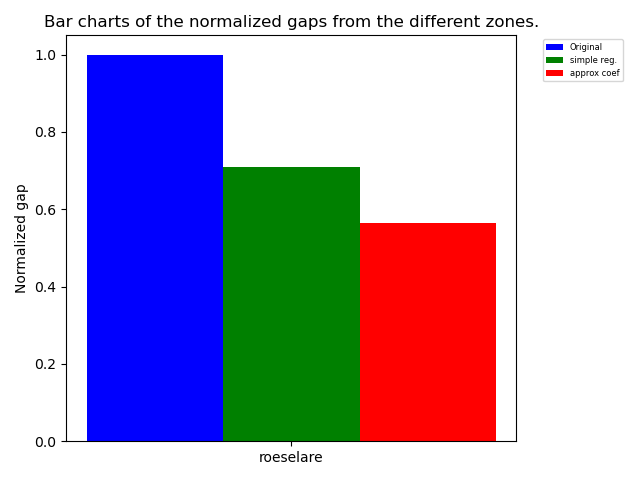 Bar charts of the normalized gaps from the different zones.
Original
simple reg.
approx coef
1.0
0.8
0.6
0.4
0.2
0.0
Normalized gap
roeselare